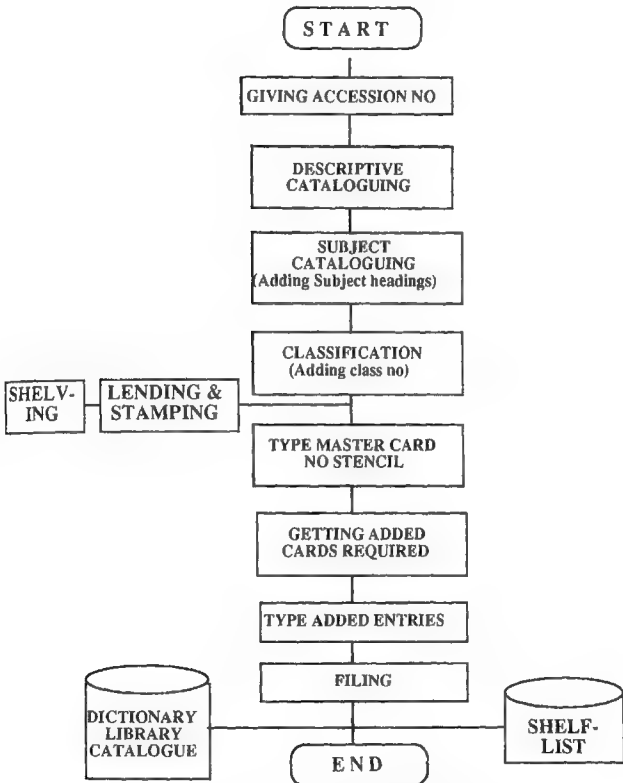 START
GIVING ACCESSION NO
DESCRIPTIVE
CATALOGUING
SUBJECT
CATALOGUING
(Adding Subject headings)
CLASSIFICATION
(Adding class no)
SHELV-
ING
LENDING &
STAMPING
TYPE MASTER CARD
NO STENCIL
GETTING ADDED
CARDS REQUIRED
TYPE ADDED ENTRIES
FILING
DICTIONARY
LIBRARY
CATALOGUE
SHELF-
LIST
END